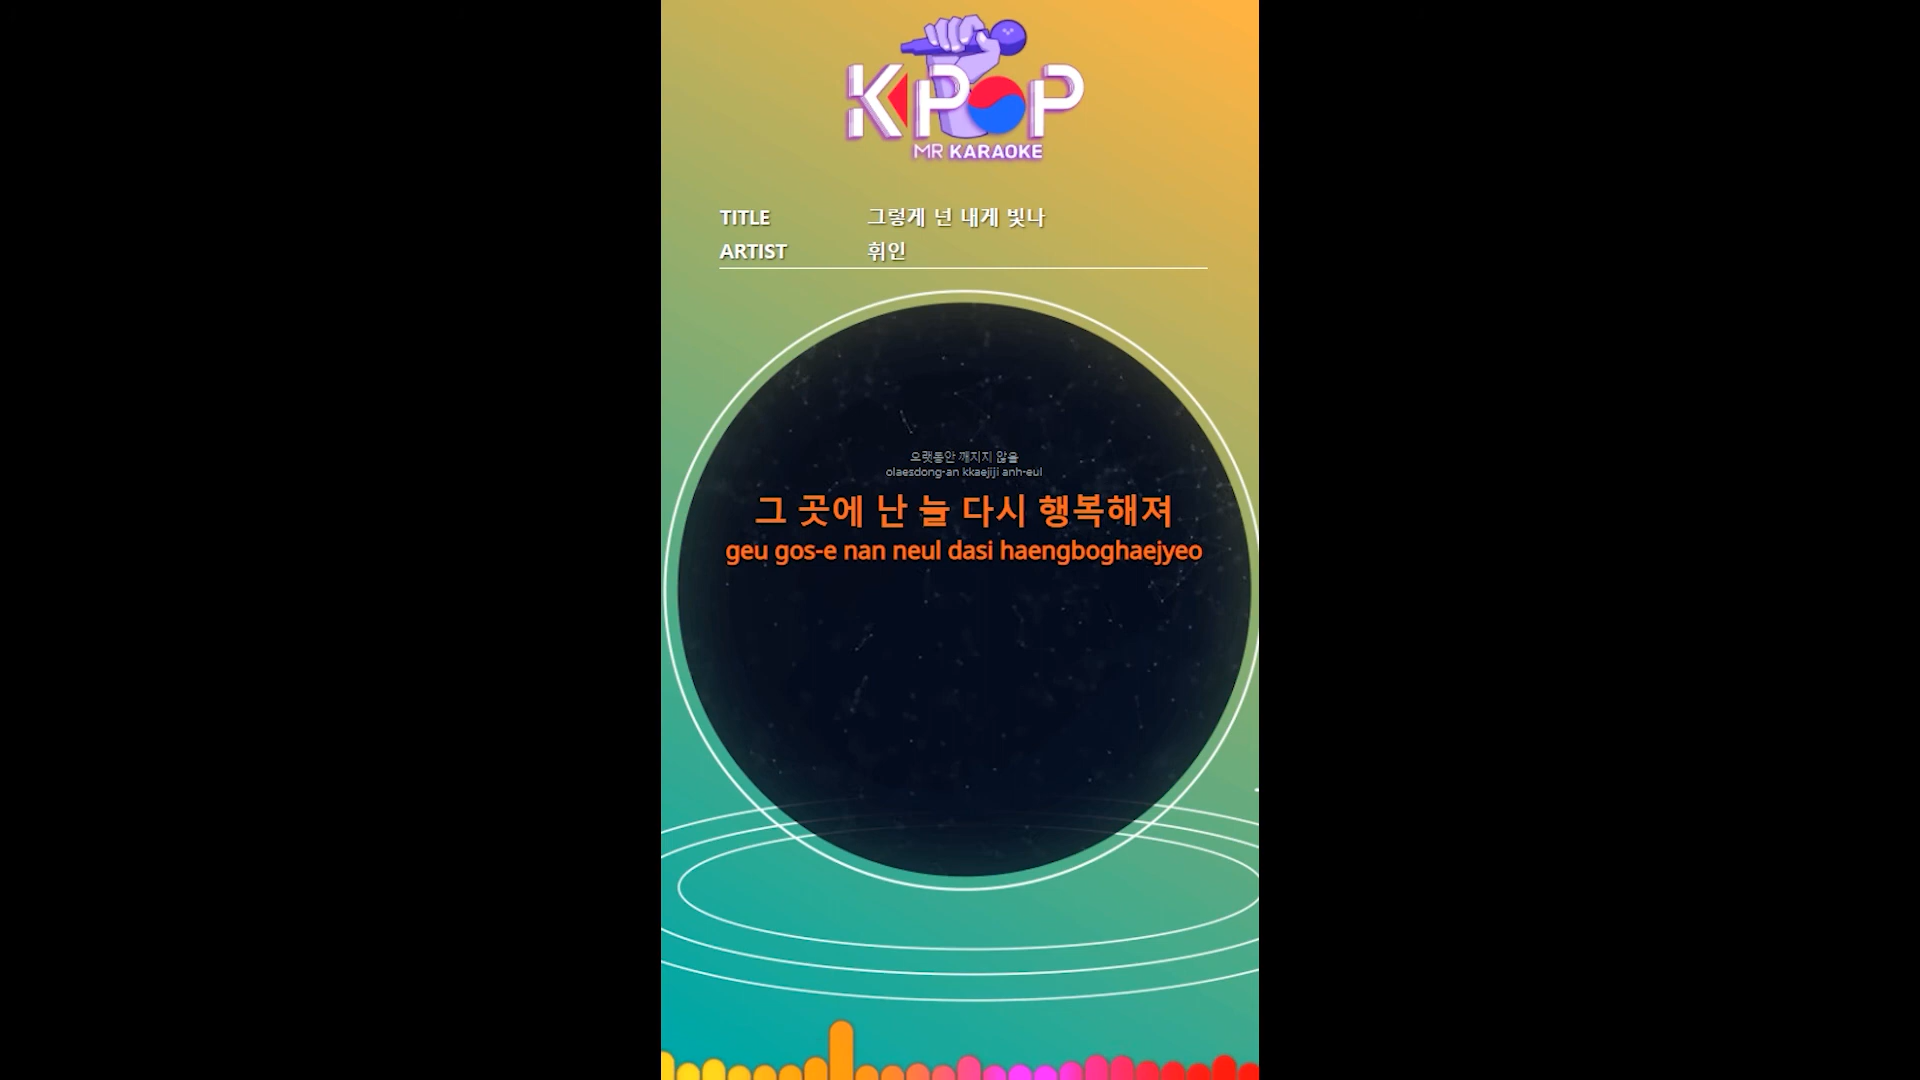 KPOP
MR KARAOKE
TITLE 그렇게 넌 내게 빛나
ARTIST 휘인
오랫동안 깨지지 않을
olaesdong-an kkaejiji anh-eul
그 곳에 난 늘 다시 행복해져
geu gos-e nan neul dasi haengboghaejyeo